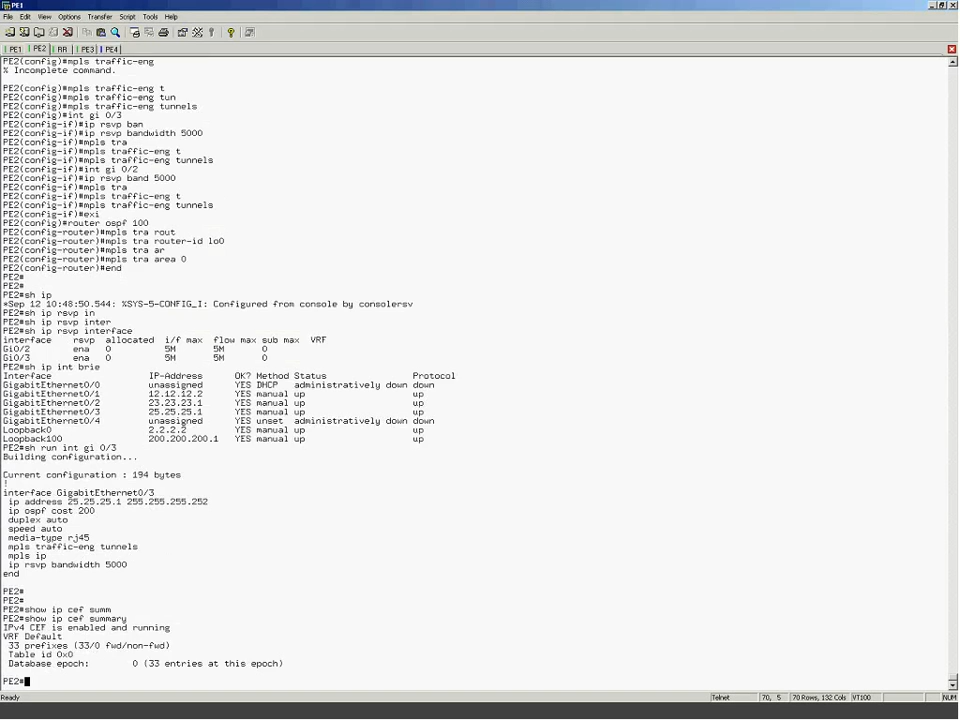 PE1
File Edit View Options Transfer Script Tools Help
PE1 PE2 RR PE3 PE4
PE2(config)#mpls traffic-eng
% Incomplete command.
PE2(config)#mpls traffic-eng t
PE2(config)#mpls traffic-eng tun
PE2(config)#mpls traffic-eng tunnels
PE2(config)#int gi 0/3
PE2(config-if)#ip rsvp ban
PE2(config-if)#ip rsvp bandwidth 5000
PE2(config-if)#mpls tra
PE2(config-if)#mpls traffic-eng t
PE2(config-if)#mpls traffic-eng tunnels
PE2(config-if)#int gi 0/2
PE2(config-if)#ip rsvp band 5000
PE2(config-if)#mpls tra
PE2(config-if)#mpls traffic-eng t
PE2(config-if)#mpls traffic-eng tunnels
PE2(config-if)#exi
PE2(config)#router ospf 100
PE2(config-router)#mpls tra rout
PE2(config-router)#mpls tra router-id lo0
PE2(config-router)#mpls tra ar
PE2(config-router)#mpls tra area 0
PE2(config-router)#end
PE2#
PE2#
PE2#sh ip
*Sep 12 10:48:50.544: %SYS-5-CONFIG_I: Configured from console by consolersv
PE2#sh ip rsvp in
PE2#sh ip rsvp inter
PE2#sh ip rsvp interface
interface rsvp allocated i/f max flow max sub max VRF
Gi0/2 ena 0 5M 5M 0
Gi0/3 ena 0 5M 5M 0
PE2#sh ip int brie
Interface IP-Address OK? Method Status Protocol
GigabitEthernet0/0 unassigned YES DHCP administratively down down
GigabitEthernet0/1 12.12.12.2 YES manual up up
GigabitEthernet0/2 23.23.23.1 YES manual up up
GigabitEthernet0/3 25.25.25.1 YES manual up up
GigabitEthernet0/4 unassigned YES unset administratively down down
Loopback0 2.2.2.2 YES manual up up
Loopback100 200.200.200.1 YES manual up up
PE2#sh run int gi 0/3
Building configuration...
Current configuration : 194 bytes
!
interface GigabitEthernet0/3
ip address 25.25.25.1 255.255.255.252
ip ospf cost 200
duplex auto
speed auto
media-type rj45
mpls traffic-eng tunnels
mpls ip
ip rsvp bandwidth 5000
end
PE2#
PE2#
PE2#show ip cef summ
PE2#show ip cef summary
IPv4 CEF is enabled and running
VRF Default
33 prefixes (33/0 fwd/non-fwd)
Table id 0x0
Database epoch: 0 (33 entries at this epoch)
PE2#
Ready Telnet 70, 5 70 Rows, 132 Cols VT100 NUM